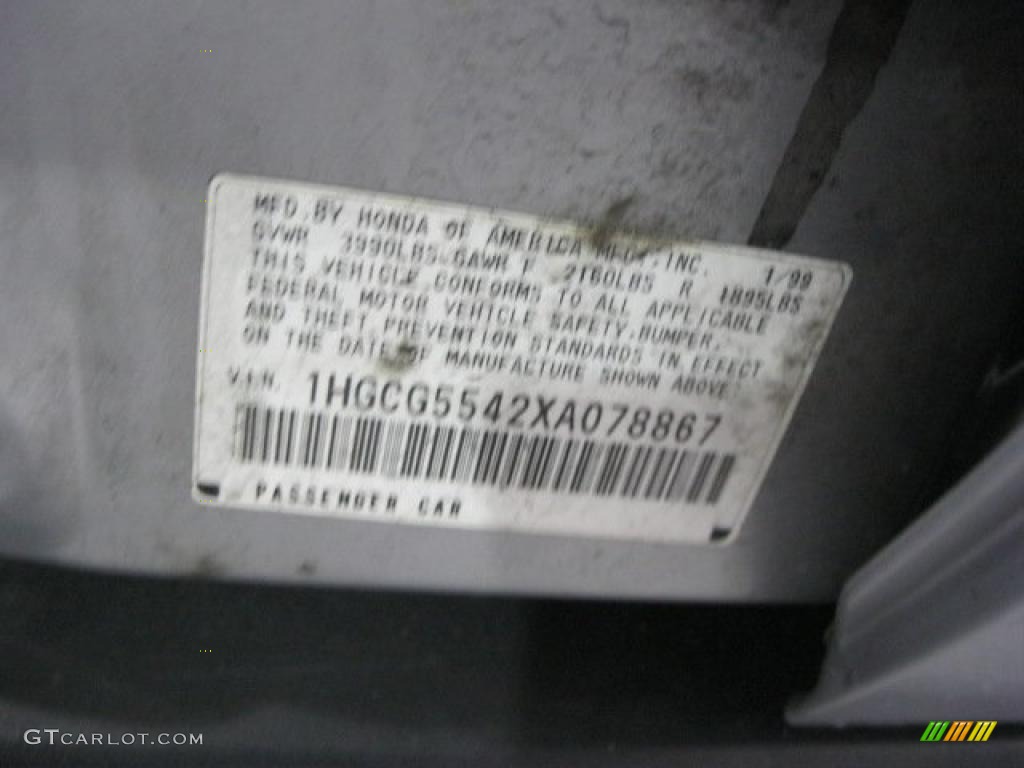 MFD.BY HONDA OF AMERICA MFG.,INC. 1/99
GVWR 3990LBS GAWR F 2160LBS R 1895LBS
THIS VEHICLE CONFORMS TO ALL APPLICABLE
FEDERAL MOTOR VEHICLE SAFETY,BUMPER,
AND THEFT PREVENTION STANDARDS IN EFFECT
ON THE DATE OF MANUFACTURE SHOWN ABOVE.
V.I.N. 1HGCG5542XA078867
PASSENGER CAR
GTCARLOT.COM